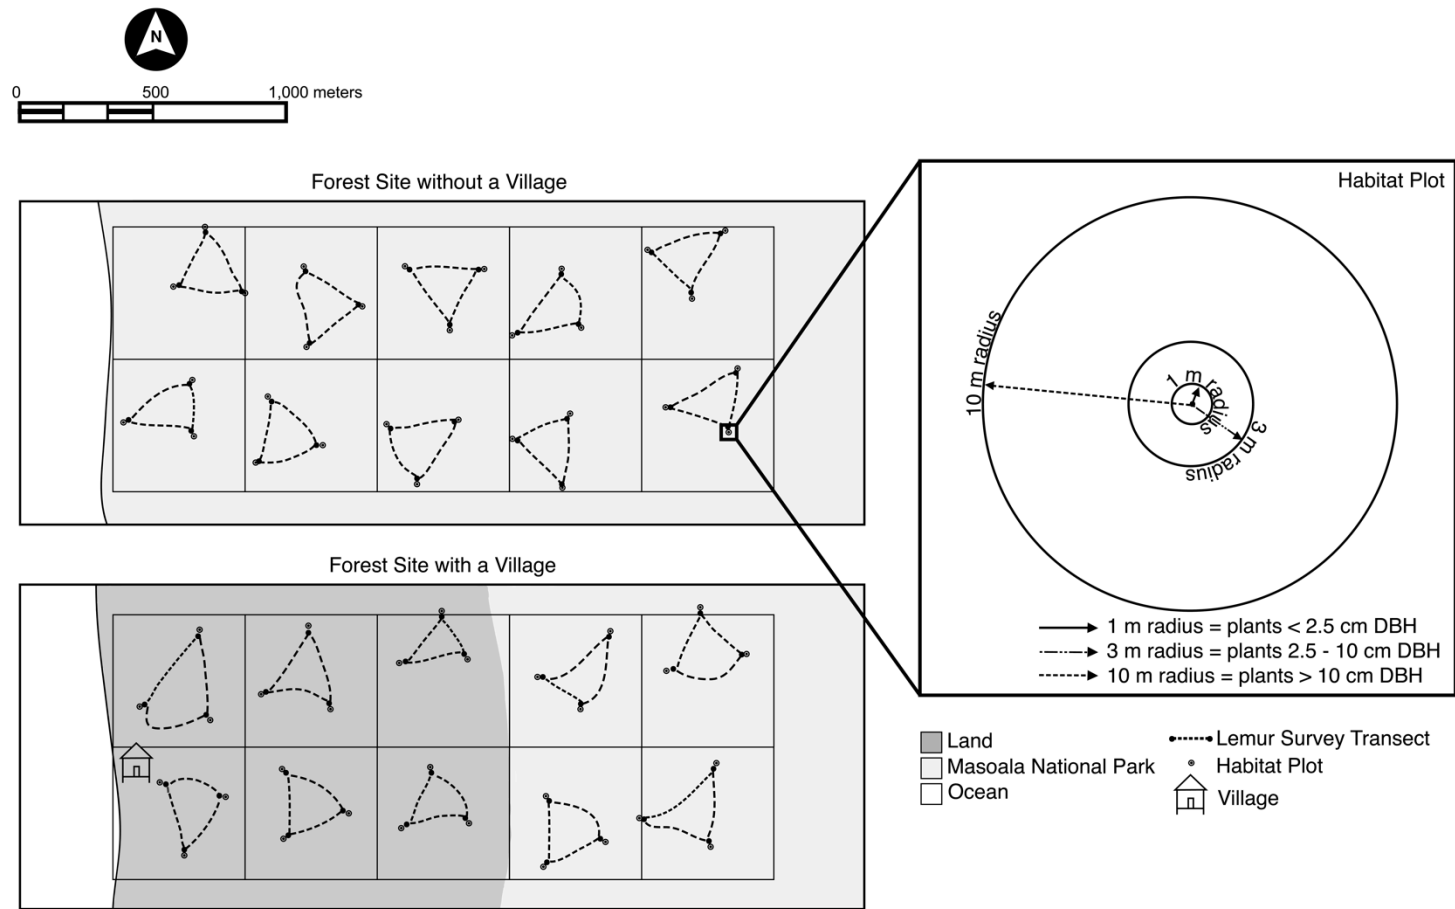 N
0 500 1,000 meters
Forest Site without a Village
Habitat Plot
10 m radius
1 m radius
3 m radius
1 m radius = plants < 2.5 cm DBH
3 m radius = plants 2.5 - 10 cm DBH
10 m radius = plants > 10 cm DBH
Forest Site with a Village
Land
Masoala National Park
Ocean
Lemur Survey Transect
Habitat Plot
Village